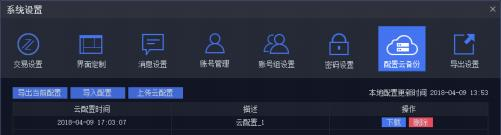 系统设置
交易设置 界面定制 消息设置 账号管理 账号组设置 密码设置 配置云备份 导出设置
导出当前配置 导入配置 上传云配置 本地配置更新时间 2018-04-09 13:53
云配置时间 描述 操作
2018-04-09 17:03:07 云配置_1 下载 删除